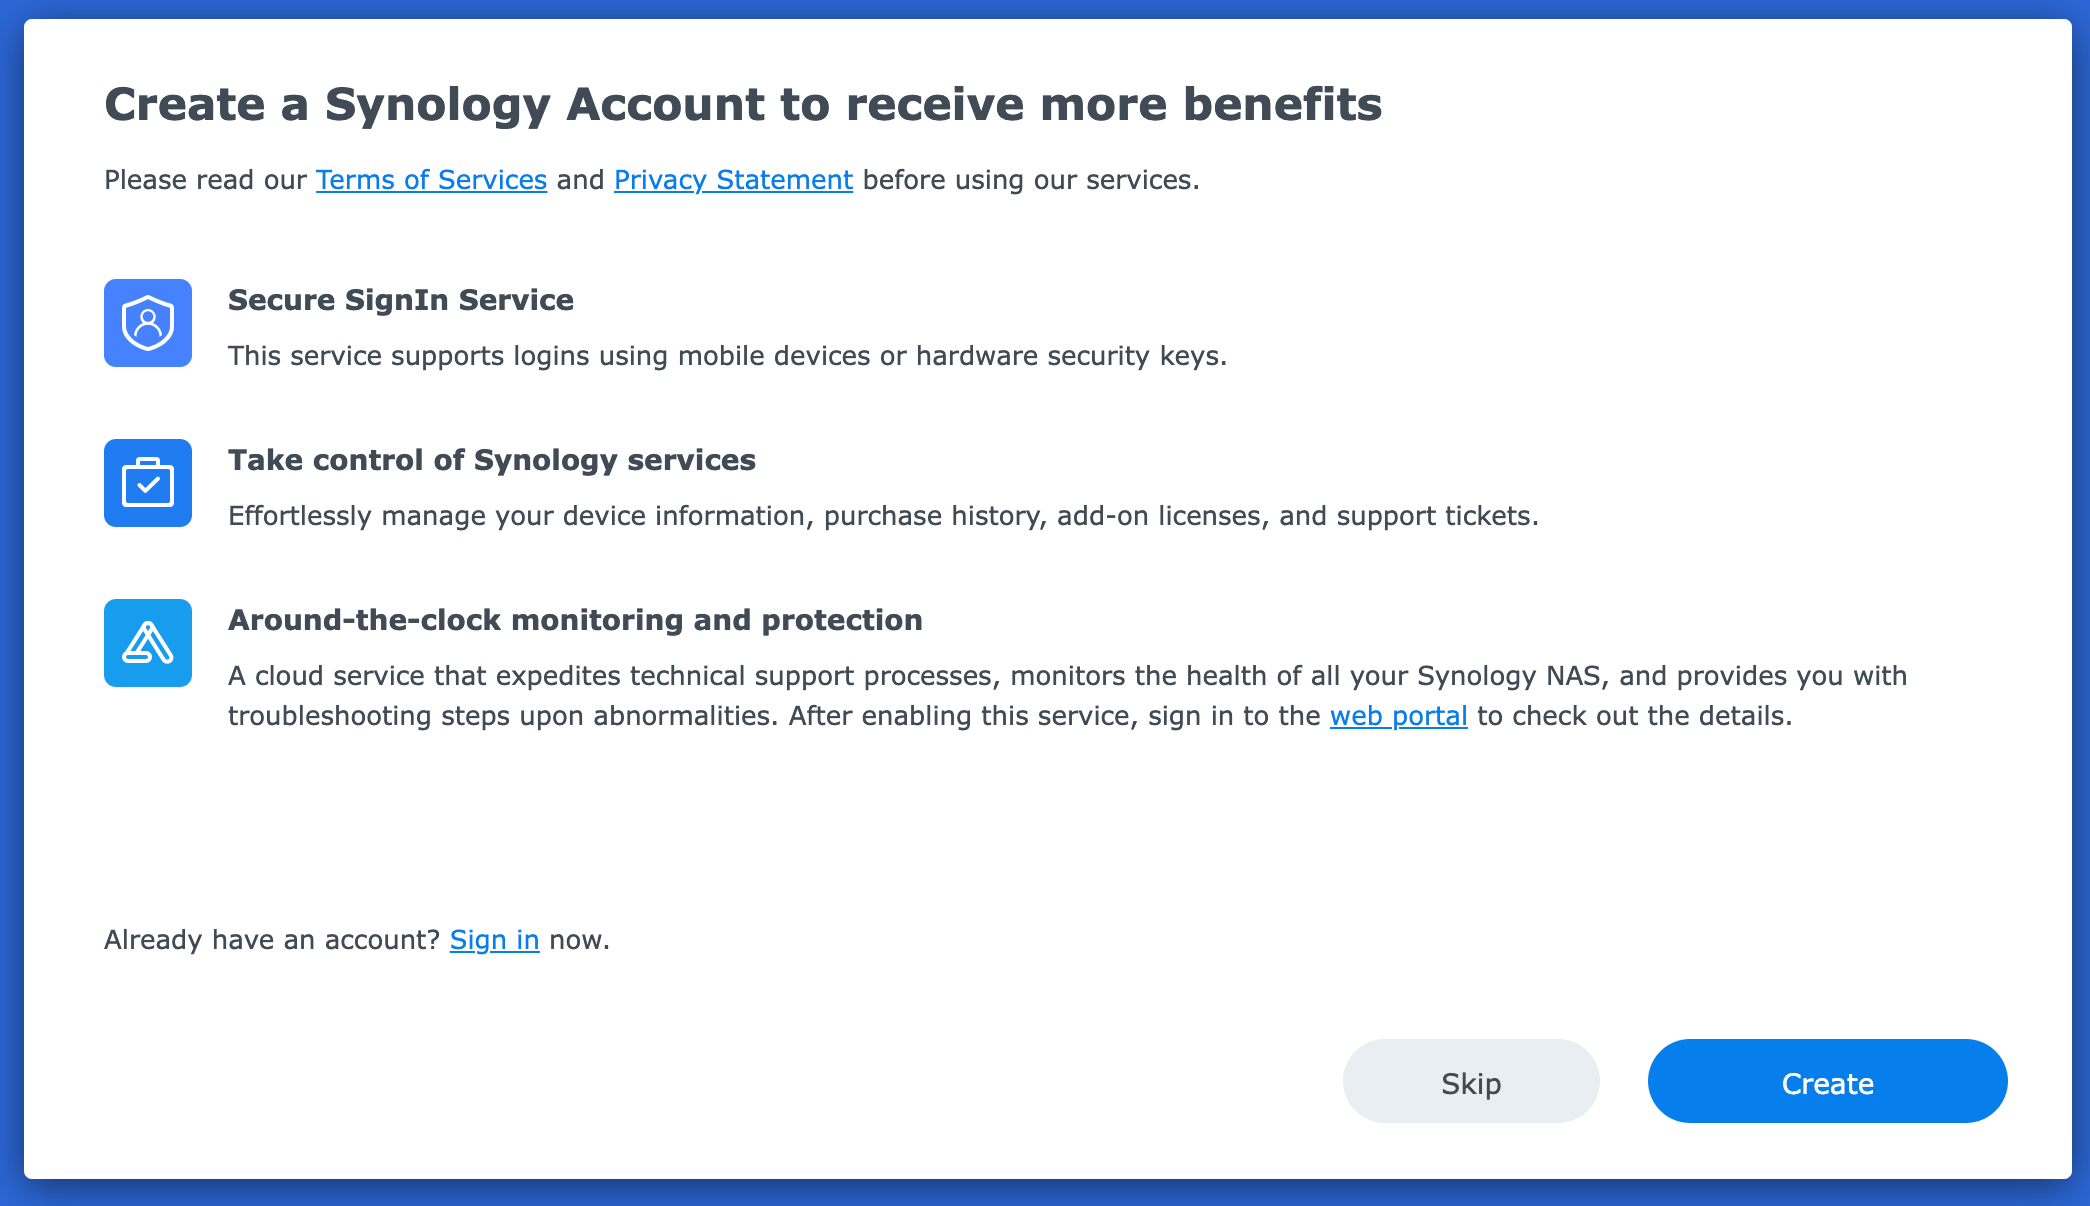 Create a Synology Account to receive more benefits
Please read our Terms of Services and Privacy Statement before using our services.
Secure SignIn Service
This service supports logins using mobile devices or hardware security keys.
Take control of Synology services
Effortlessly manage your device information, purchase history, add-on licenses, and support tickets.
Around-the-clock monitoring and protection
A cloud service that expedites technical support processes, monitors the health of all your Synology NAS, and provides you with
troubleshooting steps upon abnormalities. After enabling this service, sign in to the web portal to check out the details.
Already have an account? Sign in now.
Skip
Create